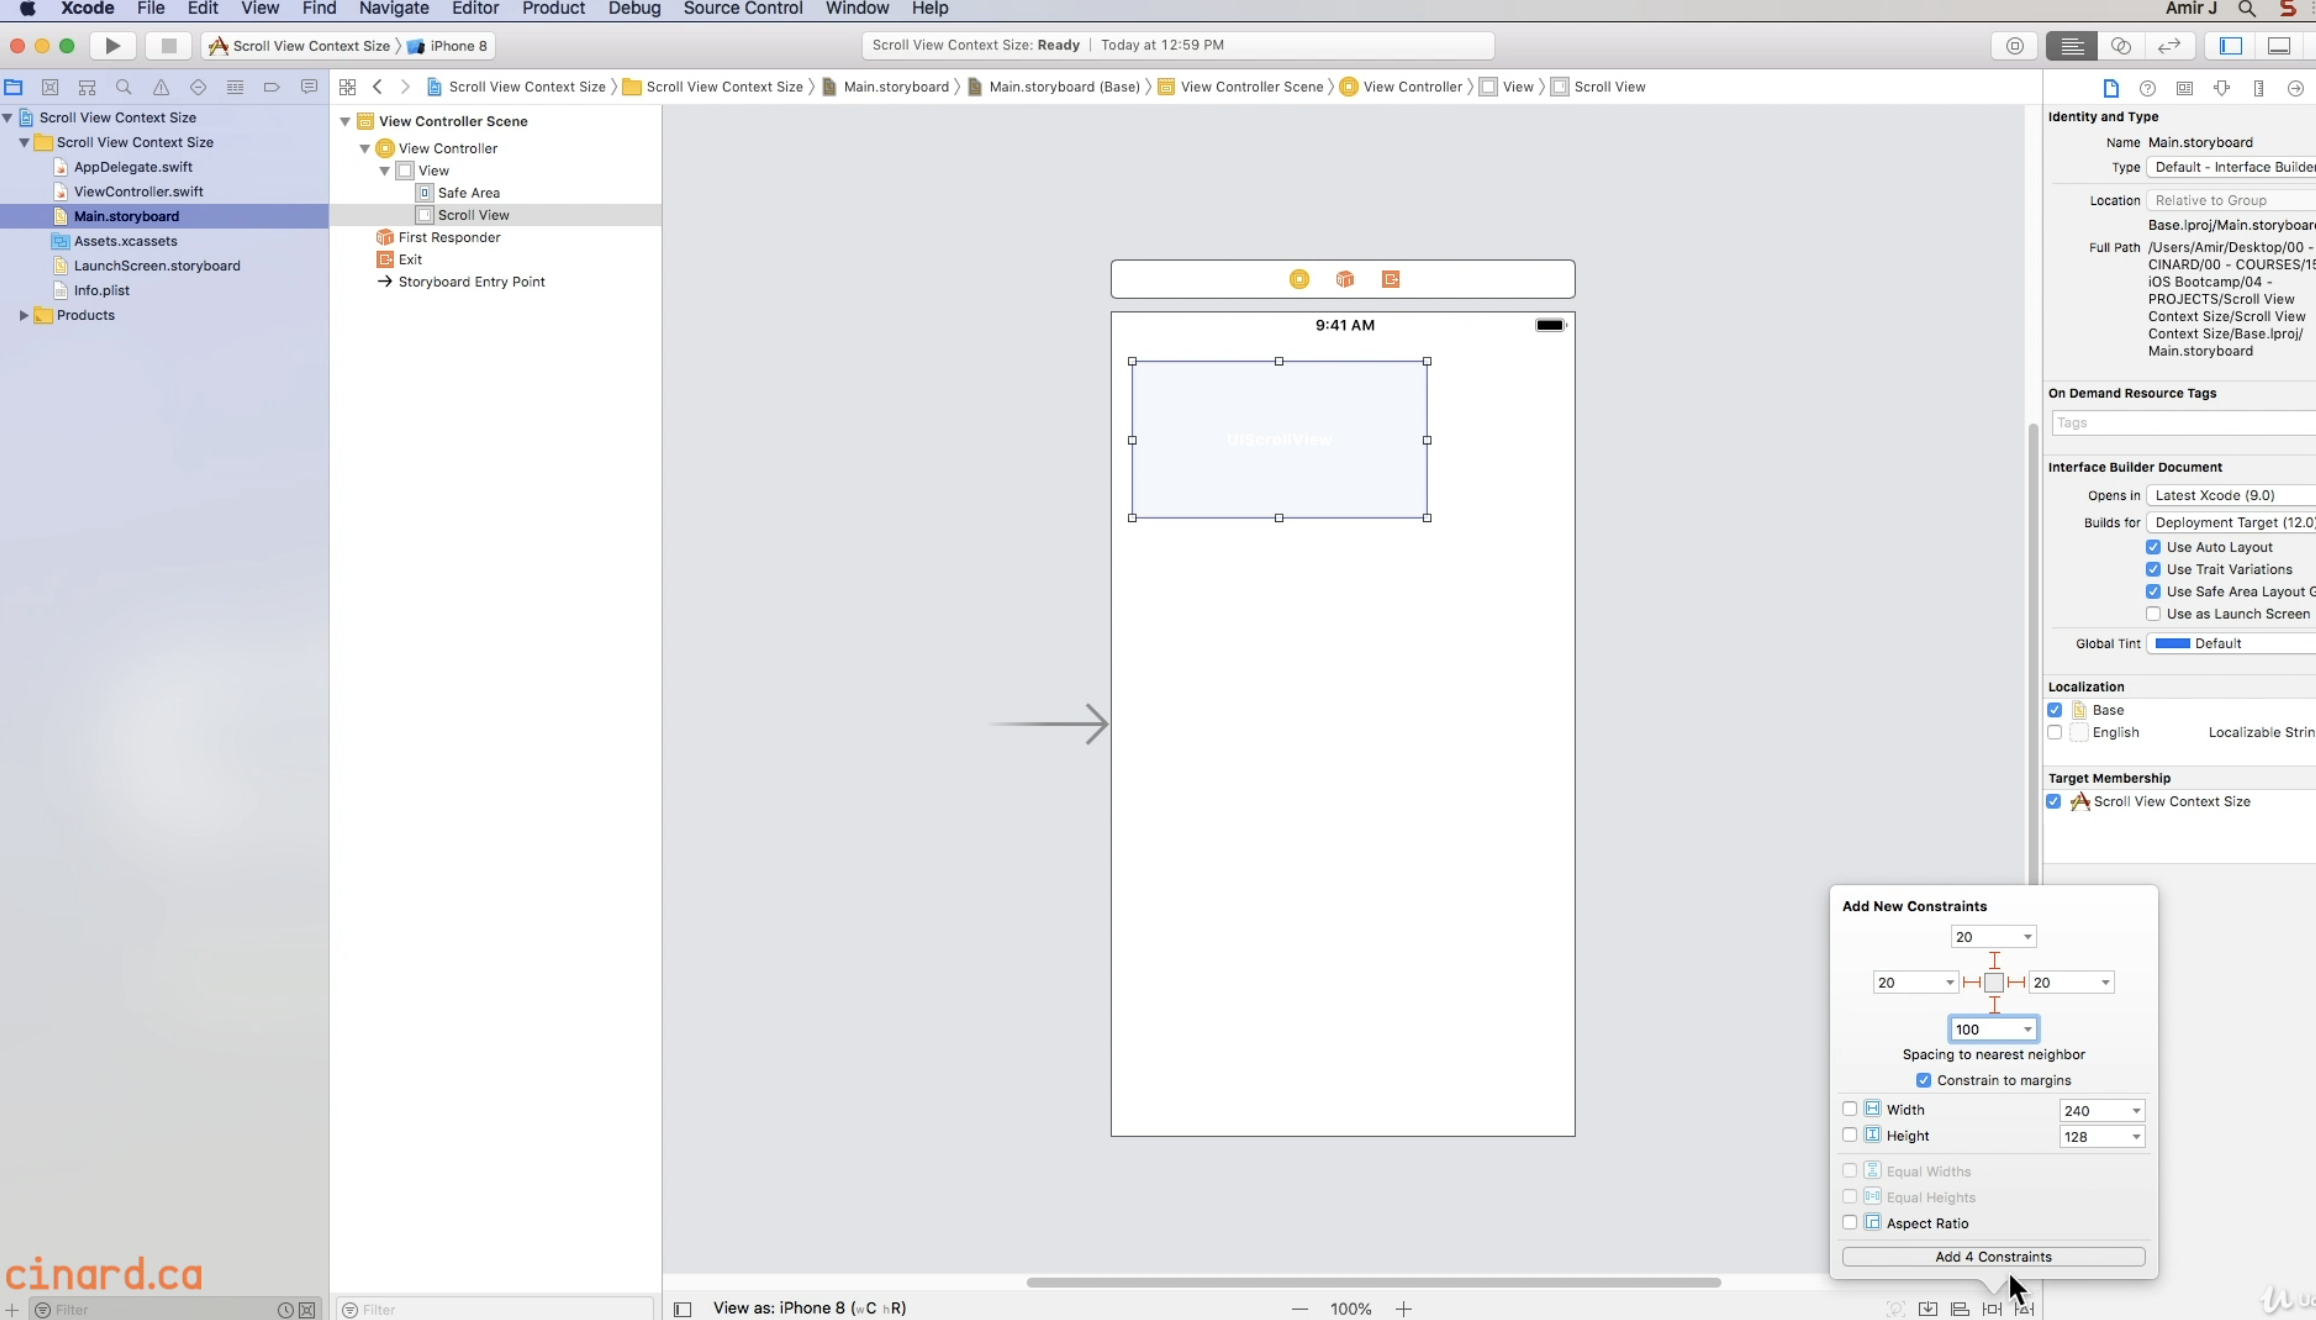 Xcode File Edit View Find Navigate Editor Product Debug Source Control Window Help
Amir J
Scroll View Context Size iPhone 8
Scroll View Context Size: Ready | Today at 12:59 PM
Scroll View Context Size Scroll View Context Size Main.storyboard Main.storyboard (Base) View Controller Scene View Controller View Scroll View
Scroll View Context Size
Scroll View Context Size
AppDelegate.swift
ViewController.swift
Main.storyboard
Assets.xcassets
LaunchScreen.storyboard
Info.plist
Products
View Controller Scene
View Controller
View
Safe Area
Scroll View
First Responder
Exit
Storyboard Entry Point
9:41 AM
UIScrollView
Identity and Type
Name Main.storyboard
Type Default - Interface Builder
Location Relative to Group
Base.lproj/Main.storyboard
Full Path /Users/Amir/Desktop/00 -
CINARD/00 - COURSES/15
iOS Bootcamp/04 -
PROJECTS/Scroll View
Context Size/Scroll View
Context Size/Base.lproj/
Main.storyboard
On Demand Resource Tags
Tags
Interface Builder Document
Opens in Latest Xcode (9.0)
Builds for Deployment Target (12.0)
Use Auto Layout
Use Trait Variations
Use Safe Area Layout G
Use as Launch Screen
Global Tint Default
Localization
Base
English Localizable Strin
Target Membership
Scroll View Context Size
Add New Constraints
20
20 20
100
Spacing to nearest neighbor
Constrain to margins
Width 240
Height 128
Equal Widths
Equal Heights
Aspect Ratio
Add 4 Constraints
cinard.ca
Filter
Filter
View as: iPhone 8 (wC hR)
100%